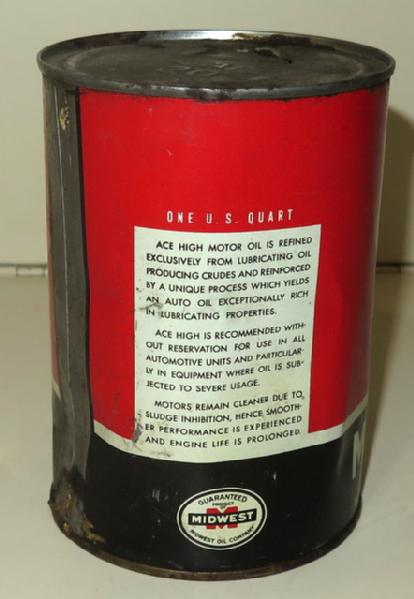 ONE U.S. QUART
ACE HIGH MOTOR OIL IS REFINED
EXCLUSIVELY FROM LUBRICATING OIL
PRODUCING CRUDES AND REINFORCED
BY A UNIQUE PROCESS WHICH YIELDS
AN AUTO OIL EXCEPTIONALLY RICH
IN LUBRICATING PROPERTIES.
ACE HIGH IS RECOMMENDED WITH-
OUT RESERVATION FOR USE IN ALL
AUTOMOTIVE UNITS AND PARTICULAR-
LY IN EQUIPMENT WHERE OIL IS SUB-
JECTED TO SEVERE USAGE.
MOTORS REMAIN CLEANER DUE TO
SLUDGE INHIBITION, HENCE, SMOOTH-
ER PERFORMANCE IS EXPERIENCED
AND ENGINE LIFE IS PROLONGED.
M
GUARANTEED
PRODUCT
M
MIDWEST
MIDWEST OIL COMPANY